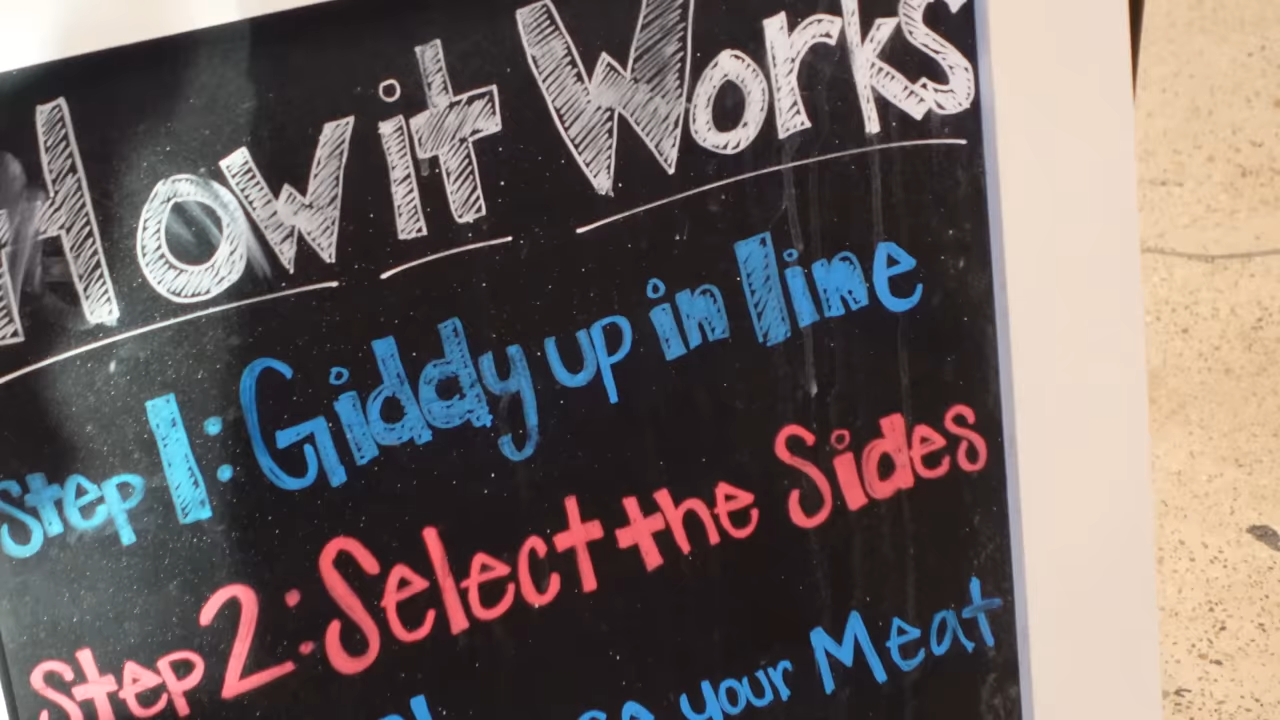 How it Works
Step 1: Giddy up in line
Step 2: Select the Sides
your Meat